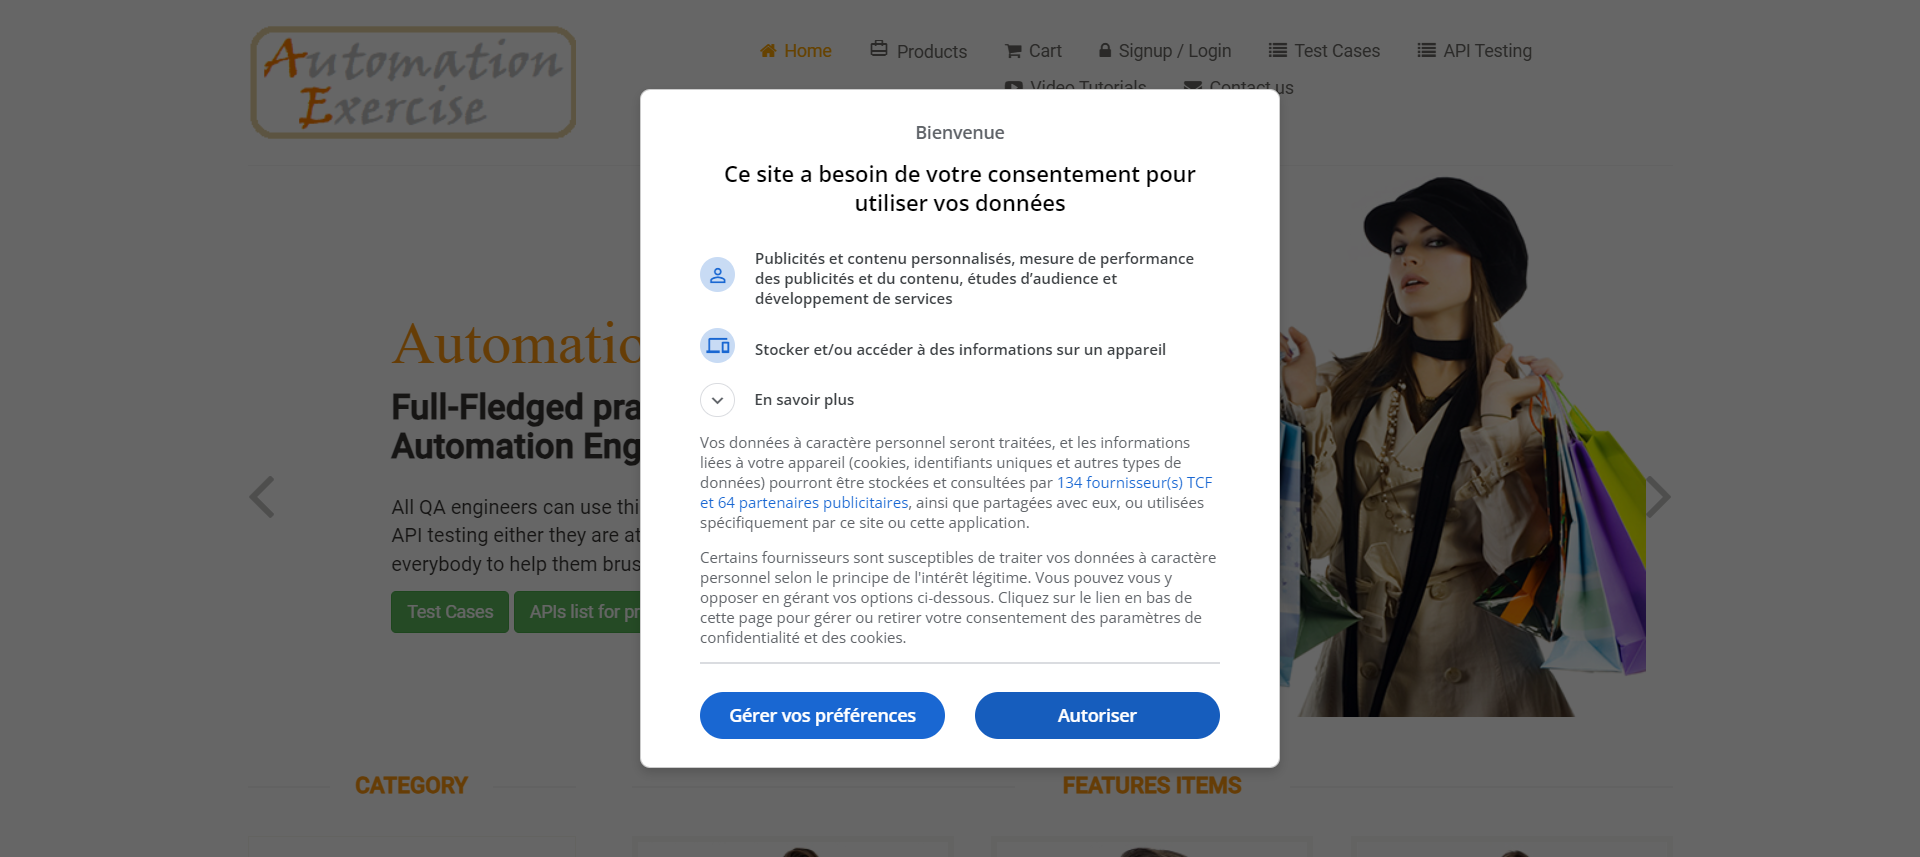 Automation
Exercise
Home
Products
Cart
Signup / Login
Test Cases
API Testing
Video Tutorials
Contact us
Bienvenue
Ce site a besoin de votre consentement pour
utiliser vos données
Publicités et contenu personnalisés, mesure de performance
des publicités et du contenu, études d’audience et
développement de services
Stocker et/ou accéder à des informations sur un appareil
En savoir plus
Vos données à caractère personnel seront traitées, et les informations
liées à votre appareil (cookies, identifiants uniques et autres types de
données) pourront être stockées et consultées par 134 fournisseur(s) TCF
et 64 partenaires publicitaires, ainsi que partagées avec eux, ou utilisées
spécifiquement par ce site ou cette application.
Certains fournisseurs sont susceptibles de traiter vos données à caractère
personnel selon le principe de l'intérêt légitime. Vous pouvez vous y
opposer en gérant vos options ci-dessous. Cliquez sur le lien en bas de
cette page pour gérer ou retirer votre consentement des paramètres de
confidentialité et des cookies.
Gérer vos préférences
Autoriser
Full-Fledged
Automation
All QA engineers can use
API testing either they are
everybody to help them
Test Cases
APIs list for
CATEGORY
FEATURES ITEMS